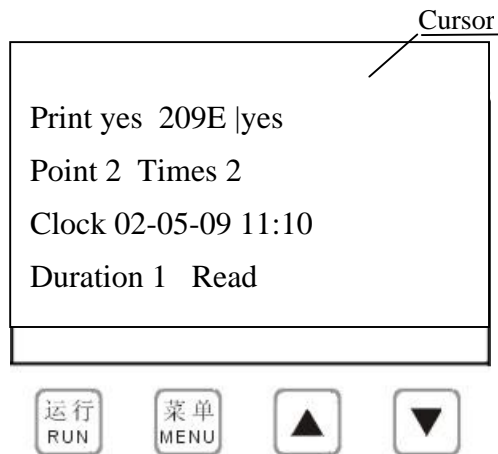 Cursor
Print yes 209E |yes
Point 2 Times 2
Clock 02-05-09 11:10
Duration 1 Read
运行 菜单
RUN MENU